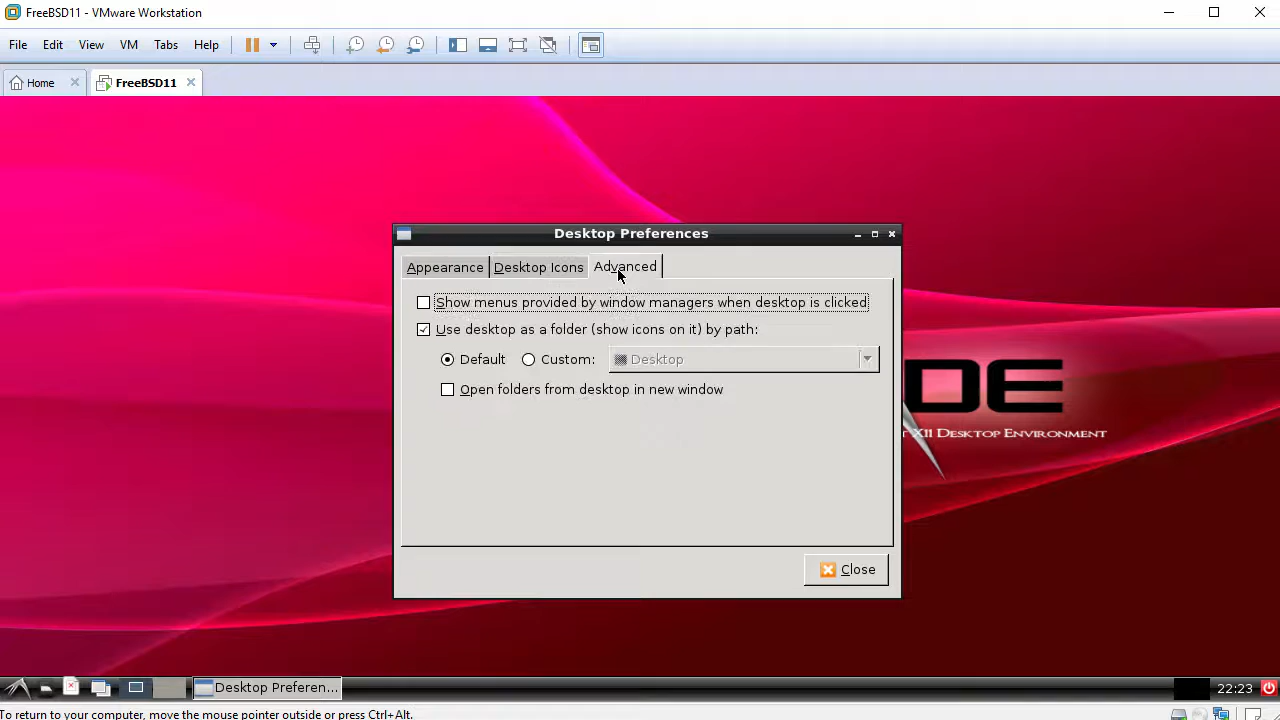 FreeBSD11 - VMware Workstation
File Edit View VM Tabs Help
Home FreeBSD11
Desktop Preferences
Appearance Desktop Icons Advanced
Show menus provided by window managers when desktop is clicked
Use desktop as a folder (show icons on it) by path:
Default Custom: Desktop
Open folders from desktop in new window
DE
XII DESKTOP ENVIRONMENT
Close
Desktop Preferen... 22:23
To return to your computer, move the mouse pointer outside or press Ctrl+Alt.